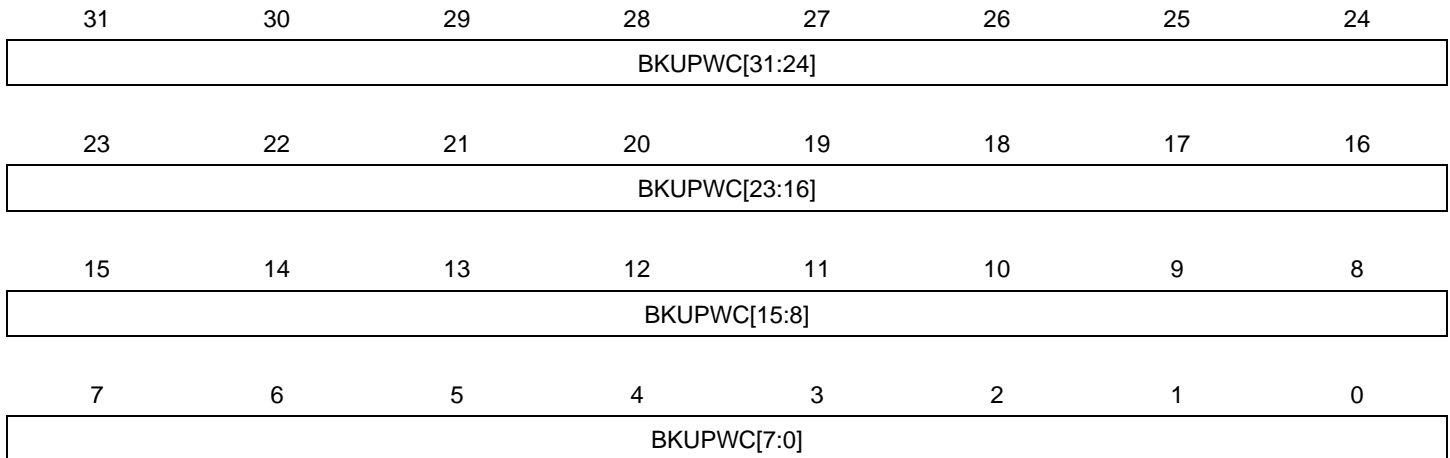 31 30 29 28 27 26 25 24
BKUPWC[31:24]
23 22 21 20 19 18 17 16
BKUPWC[23:16]
15 14 13 12 11 10 9 8
BKUPWC[15:8]
7 6 5 4 3 2 1 0
BKUPWC[7:0]